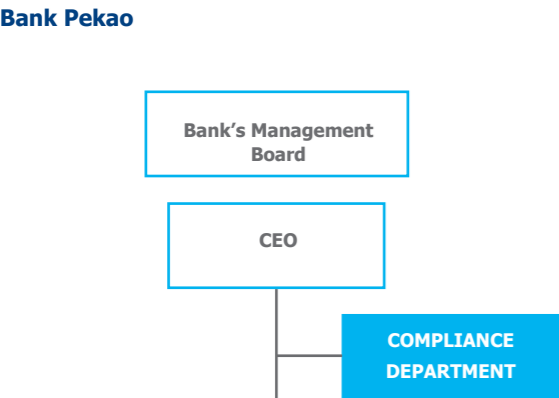 Bank Pekao
Bank’s Management
Board
CEO
COMPLIANCE
DEPARTMENT